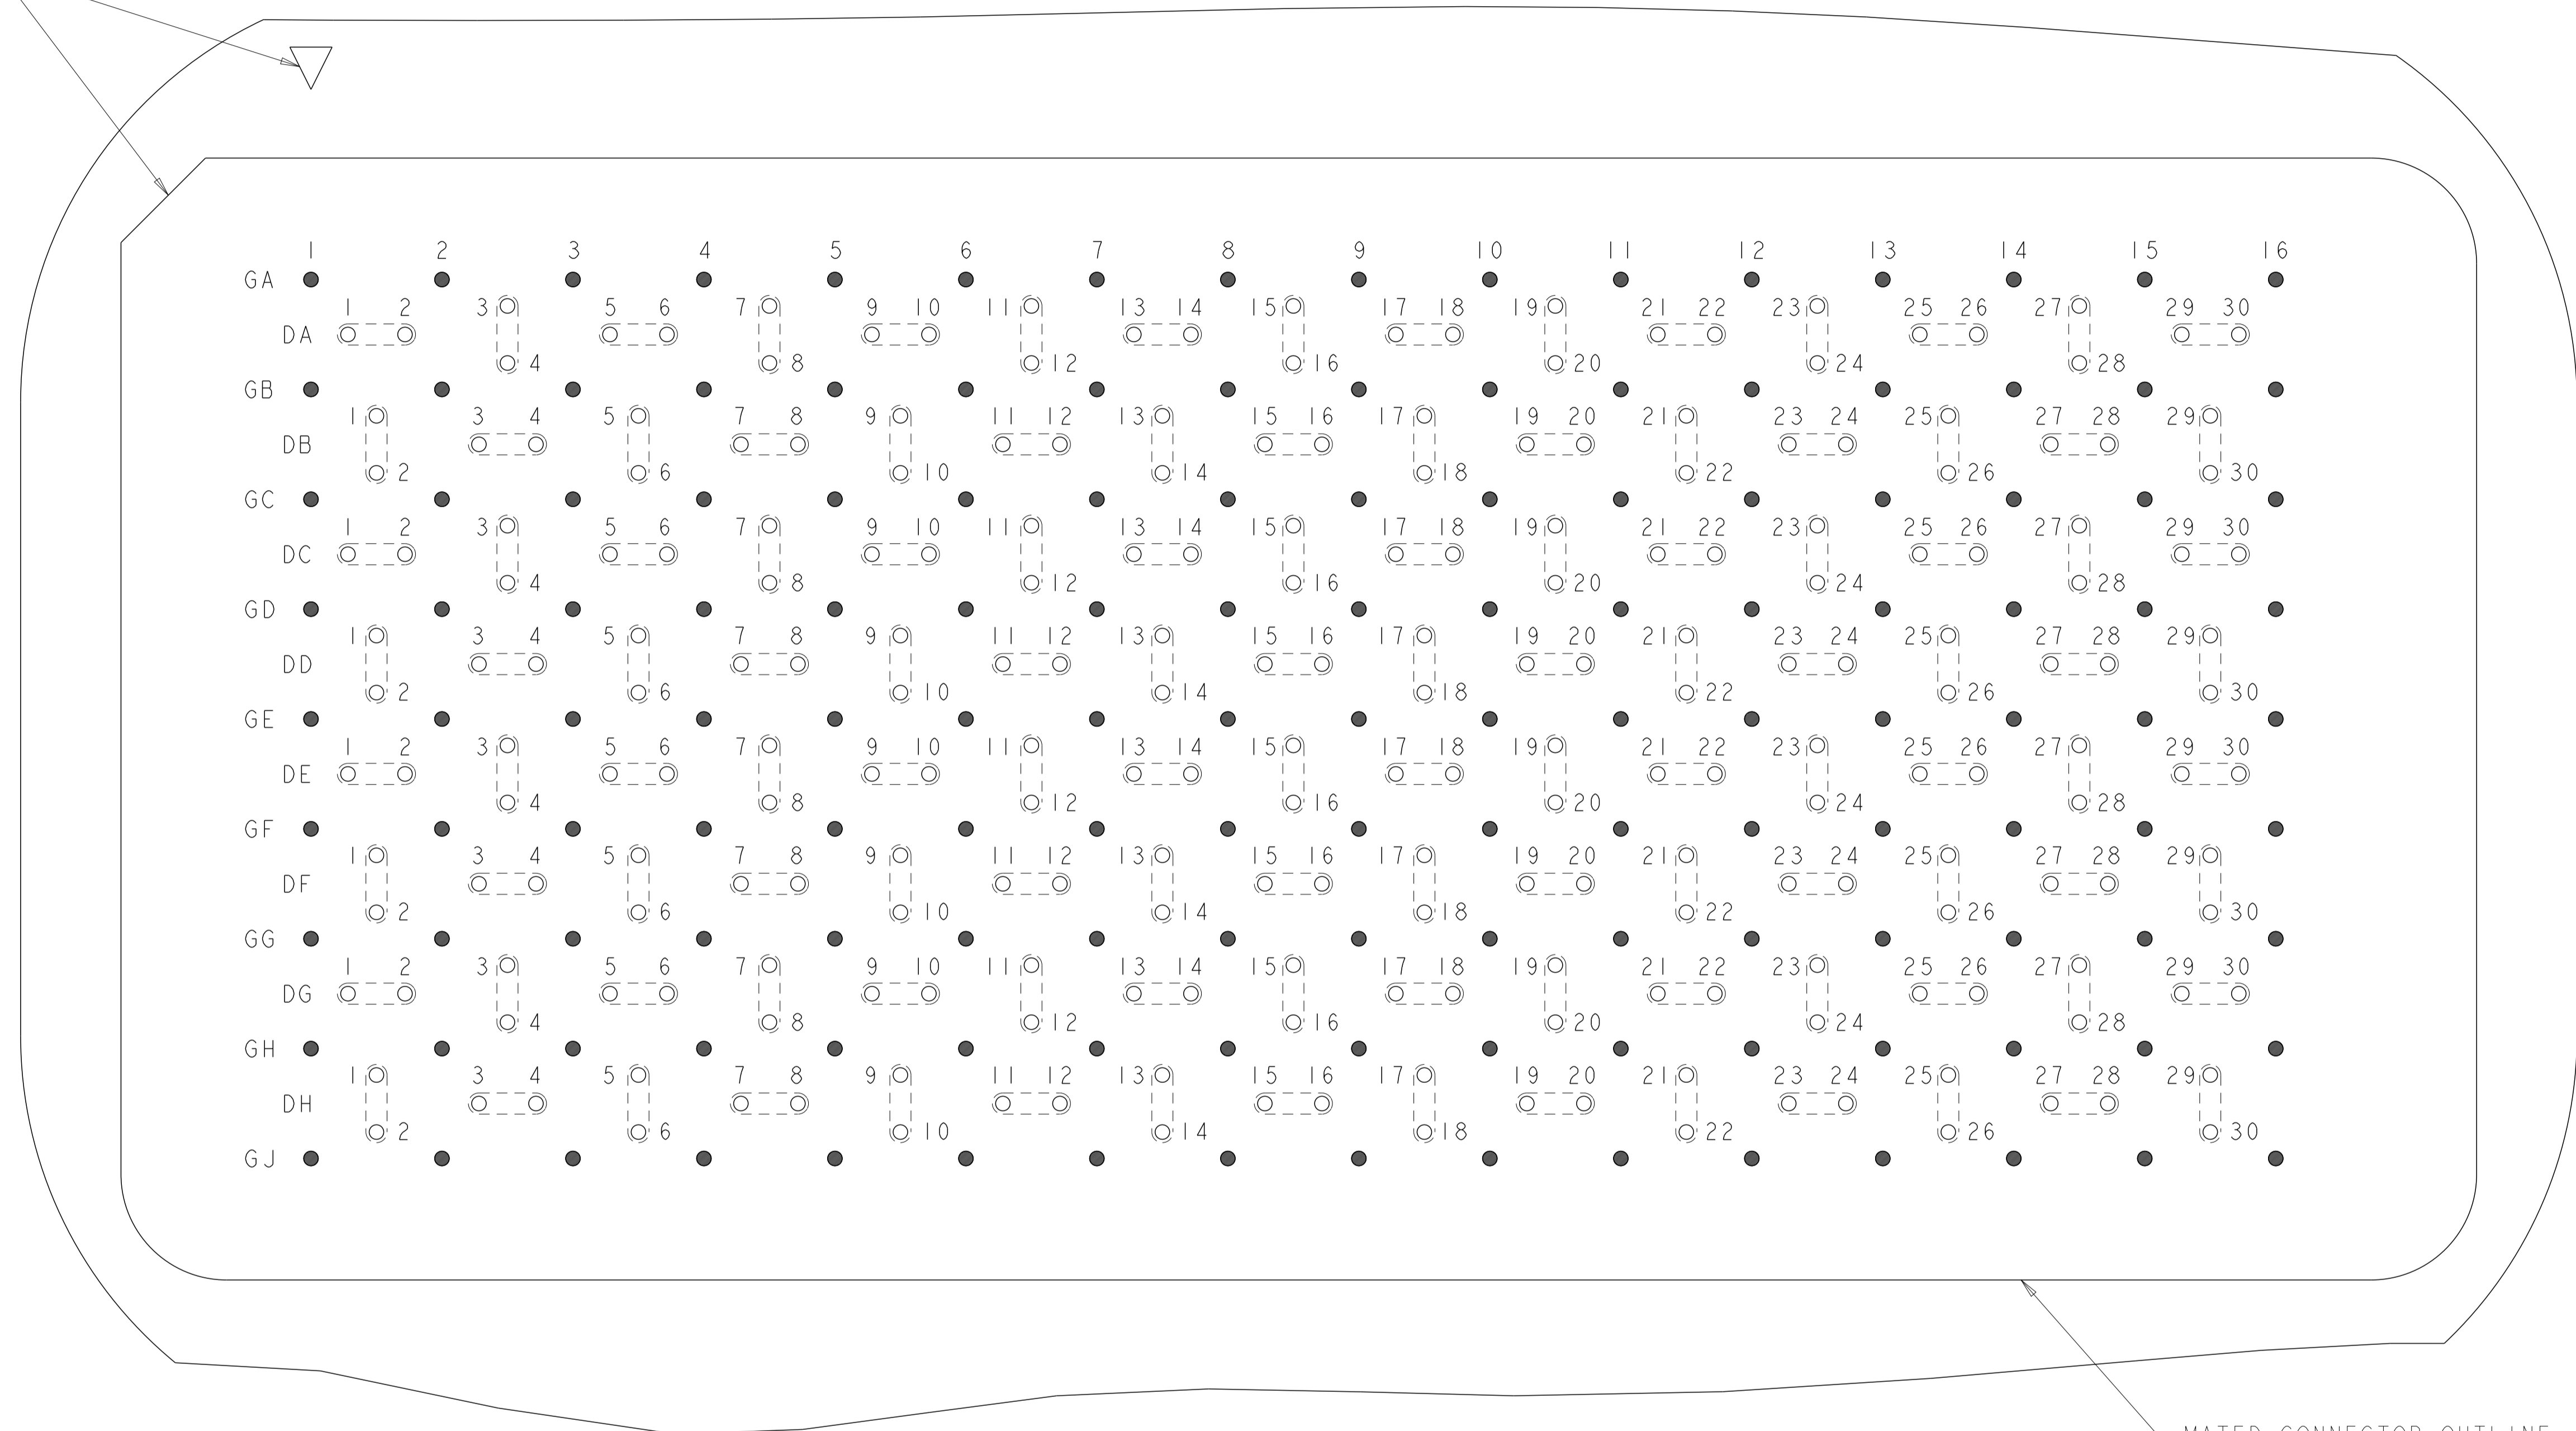 1 2 3 4 5 6 7 8 9 10 11 12 13 14 15 16
GA
1 2 3 5 6 7 9 10 11 13 14 15 17 18 19 21 22 23 25 26 27 29 30
DA
4 8 12 16 20 24 28
GB
1 3 4 5 7 8 9 11 12 13 15 16 17 19 20 21 23 24 25 27 28 29
DB
2 6 10 14 18 22 26 30
GC
1 2 3 5 6 7 9 10 11 13 14 15 17 18 19 21 22 23 25 26 27 29 30
DC
4 8 12 16 20 24 28
GD
1 3 4 5 7 8 9 11 12 13 15 16 17 19 20 21 23 24 25 27 28 29
DD
2 6 10 14 18 22 26 30
GE
1 2 3 5 6 7 9 10 11 13 14 15 17 18 19 21 22 23 25 26 27 29 30
DE
4 8 12 16 20 24 28
GF
1 3 4 5 7 8 9 11 12 13 15 16 17 19 20 21 23 24 25 27 28 29
DF
2 6 10 14 18 22 26 30
GG
1 2 3 5 6 7 9 10 11 13 14 15 17 18 19 21 22 23 25 26 27 29 30
DG
4 8 12 16 20 24 28
GH
1 3 4 5 7 8 9 11 12 13 15 16 17 19 20 21 23 24 25 27 28 29
DH
2 6 10 14 18 22 26 30
GJ
MATED CONNECTOR OUTLINE